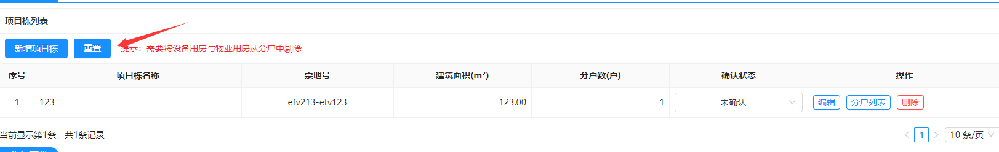 项目栋列表
新增项目栋 重置 提示：需要将设备用房与物业用房从分户中剔除
序号 项目栋名称 宗地号 建筑面积(m²) 分户数(户) 确认状态 操作
1 123 efv213-efv123 123.00 1 未确认 编辑 分户列表 删除
当前显示第1条，共1条记录 1 10 条/页